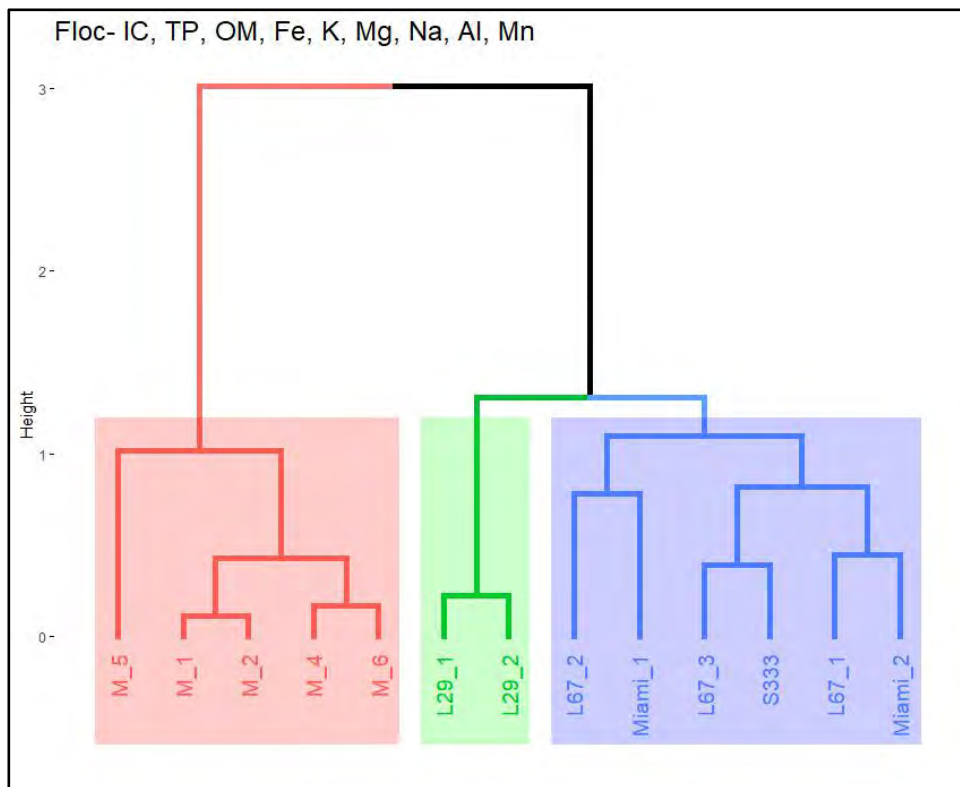 Floc- IC, TP, OM, Fe, K, Mg, Na, Al, Mn
3
2
1
0
Height
M_5
M_1
M_2
M_4
M_6
L29_1
L29_2
L67_2
Miami_1
L67_3
S333
L67_1
Miami_2